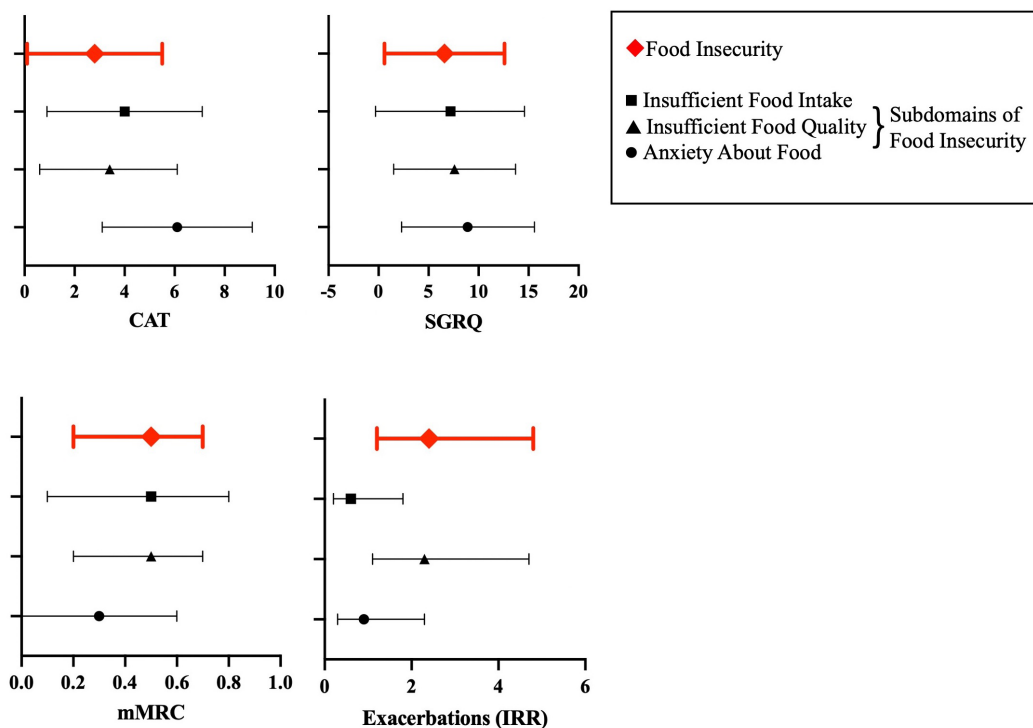 Food Insecurity
Insufficient Food Intake
Insufficient Food Quality
Anxiety About Food
} Subdomains of
Food Insecurity
0 2 4 6 8 10
CAT
-5 0 5 10 15 20
SGRQ
0.0 0.2 0.4 0.6 0.8 1.0
mMRC
0 2 4 6
Exacerbations (IRR)